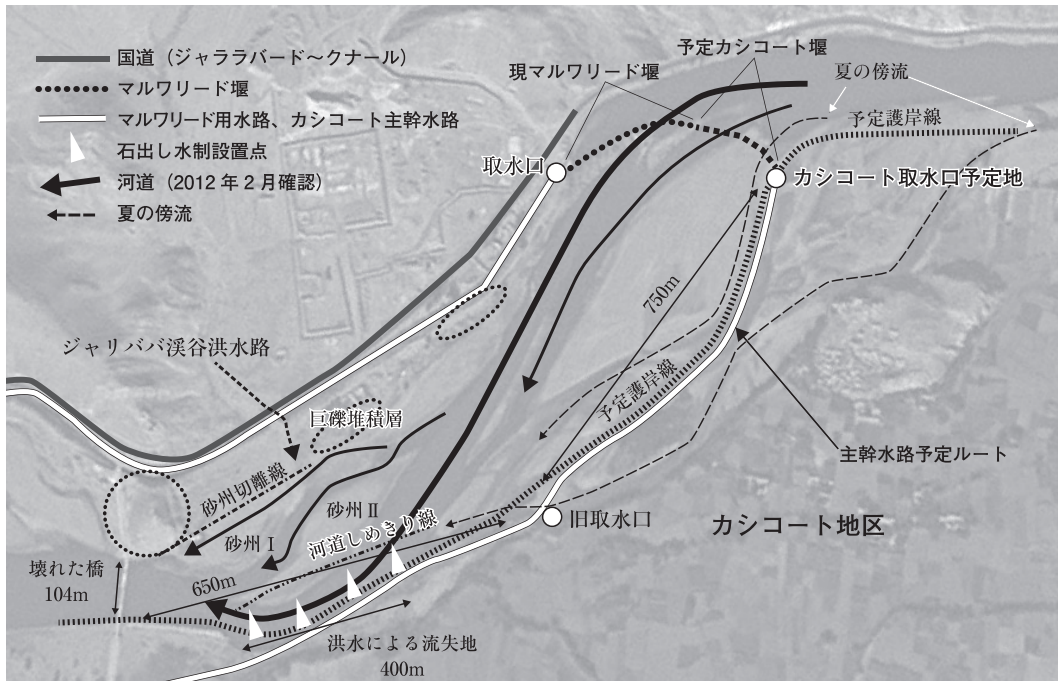 国道（ジャララバード～クナール）
マルワリード堰
マルワリード用水路、カシコート主幹水路
石出し水制設置点
河道（2012年2月確認）
夏の傍流
予定カシコート堰
現マルワリード堰
夏の傍流
予定護岸線
取水口
カシコート取水口予定地
750m
ジャリババ渓谷洪水路
巨礫堆積層
予定護岸線
主幹水路予定ルート
砂州切離線
砂州Ⅱ
旧取水口
カシコート地区
河道しめきり線
砂州Ⅰ
壊れた橋
104m
650m
洪水による流失地
400m